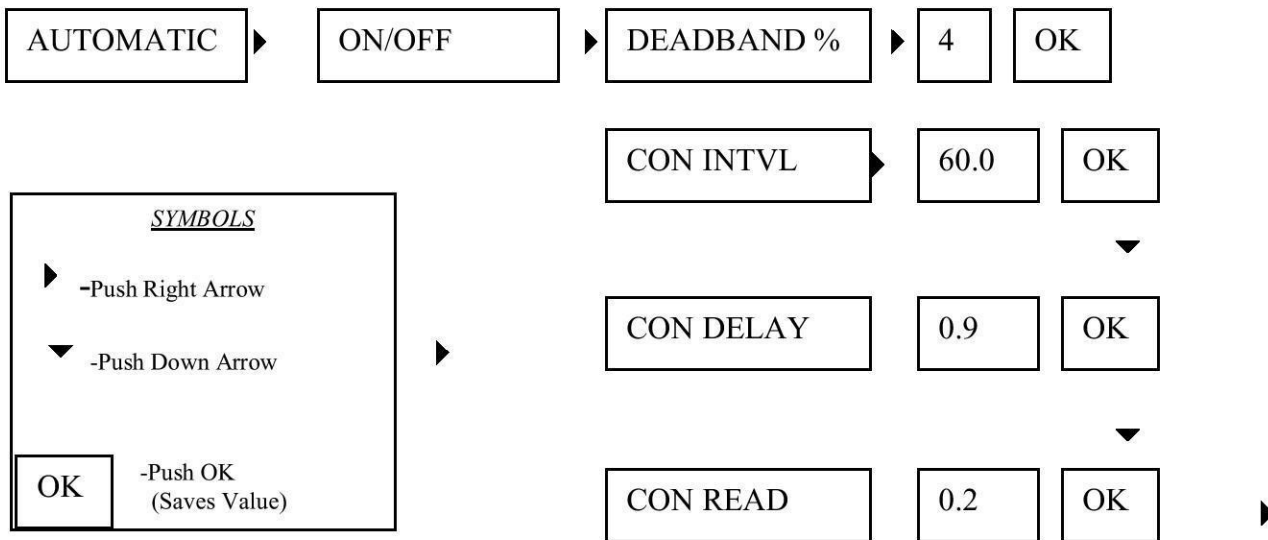 AUTOMATIC ON/OFF DEADBAND % 4 OK
CON INTVL 60.0 OK
SYMBOLS
-Push Right Arrow
-Push Down Arrow
OK -Push OK
(Saves Value)
CON DELAY 0.9 OK
CON READ 0.2 OK